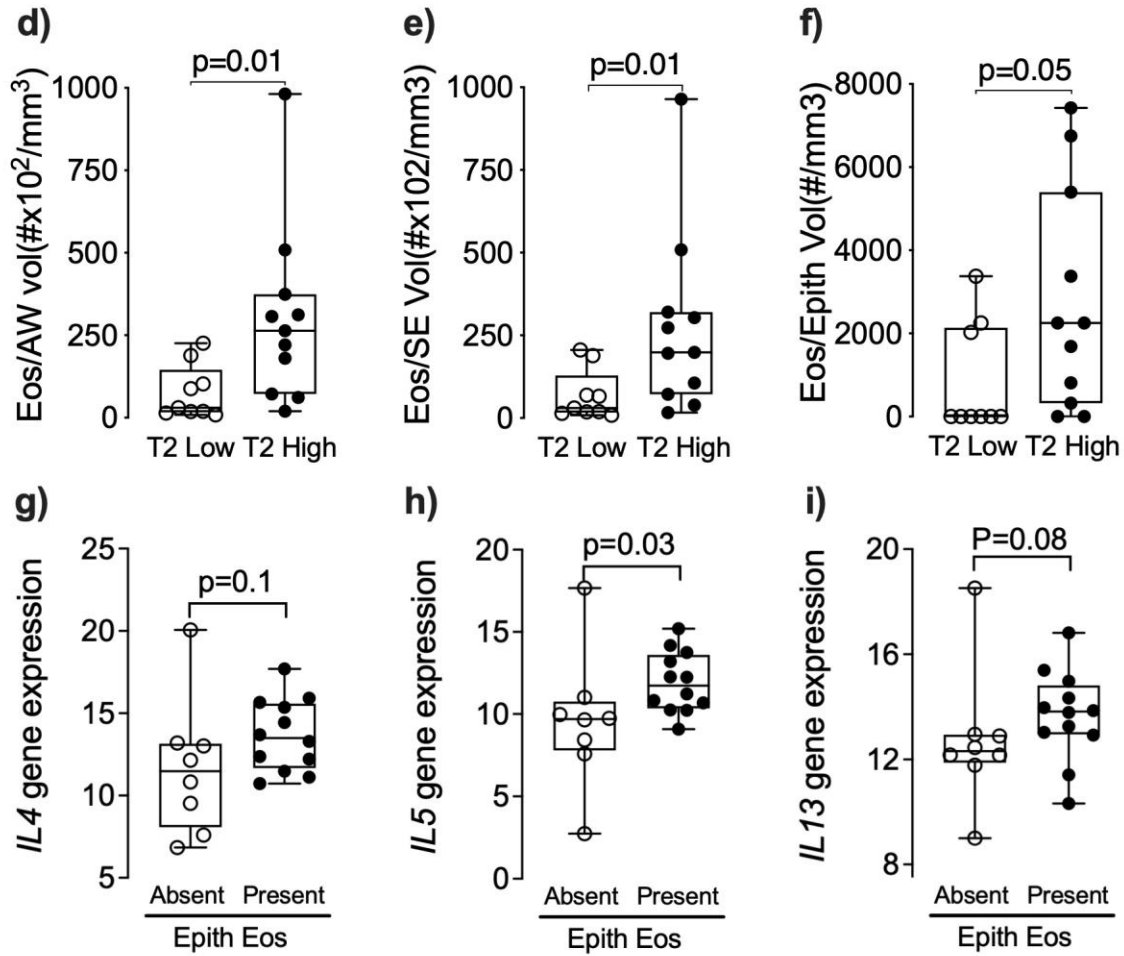 d)
Eos/AW vol(#x10²/mm³)
p=0.01
1000
750
500
250
0
T2 Low T2 High
e)
Eos/SE Vol(#x102/mm3)
p=0.01
1000
750
500
250
0
T2 Low T2 High
f)
Eos/Epith Vol(#/mm3)
p=0.05
8000
6000
4000
2000
0
T2 Low T2 High
g)
IL4 gene expression
p=0.1
25
20
15
10
5
Absent Present
Epith Eos
h)
IL5 gene expression
p=0.03
20
15
10
5
0
Absent Present
Epith Eos
i)
IL13 gene expression
P=0.08
20
16
12
8
Absent Present
Epith Eos